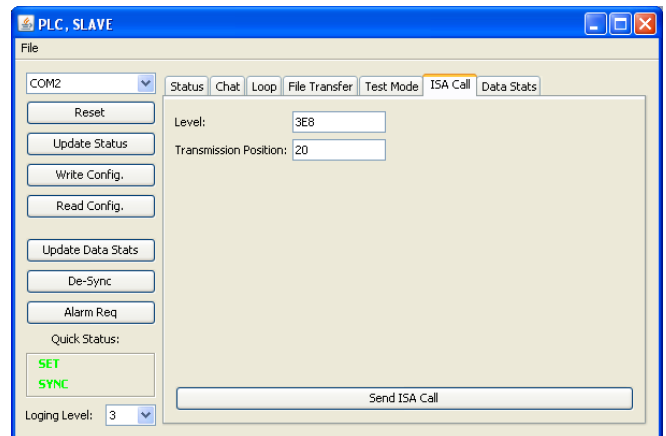 PLC, SLAVE
File
COM2
Reset
Update Status
Write Config.
Read Config.
Update Data Stats
De-Sync
Alarm Req
Quick Status:
SET
SYNC
Loging Level: 3
Status Chat Loop File Transfer Test Mode ISA Call Data Stats
Level: 3E8
Transmission Position: 20
Send ISA Call